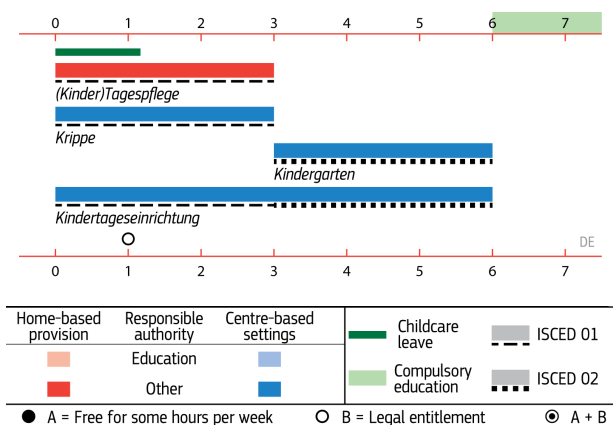 0 1 2 3 4 5 6 7
(Kinder)Tagespflege
Krippe
Kindergarten
Kindertageseinrichtung
DE
0 1 2 3 4 5 6 7
Home-based provision
Responsible authority
Centre-based settings
Education
Other
Childcare leave
Compulsory education
ISCED 01
ISCED 02
A = Free for some hours per week
B = Legal entitlement
A + B